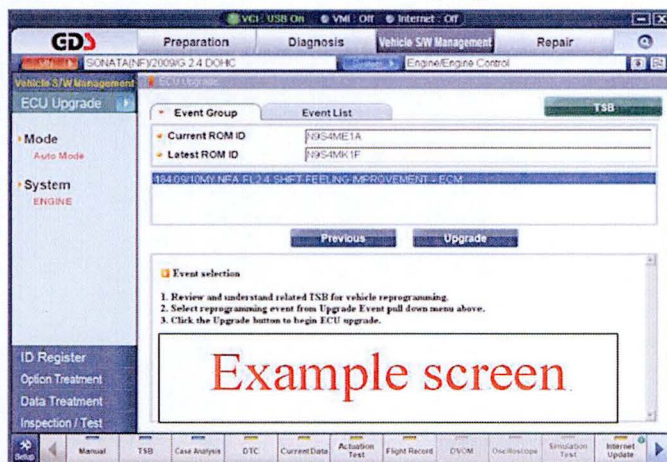 VCI : USB On VMI : Off Internet : Off
GDS Preparation Diagnosis Vehicle S/W Management Repair
VIN SONATA(NF)/2009/G 2.4 DOHC System Engine/Engine Control
Vehicle S/W Management ECU Upgrade
ECU Upgrade
Event Group Event List TSB
Mode
Auto Mode
Current ROM ID N9S4ME1A
Latest ROM ID N9S4MK1F
System
ENGINE
184.09/10MY NFA FL2.4 SHIFT FEELING IMPROVEMENT - ECM
Previous Upgrade
Event selection
1. Review and understand related TSB for vehicle reprogramming.
2. Select reprogramming event from Upgrade Event pull down menu above.
3. Click the Upgrade button to begin ECU upgrade.
Example screen
ID Register
Option Treatment
Data Treatment
Inspection / Test
Setup Manual TSB Case Analysis DTC Current Data Actuation Test Flight Record DVOM Oscilloscope Simulation Test Internet Update